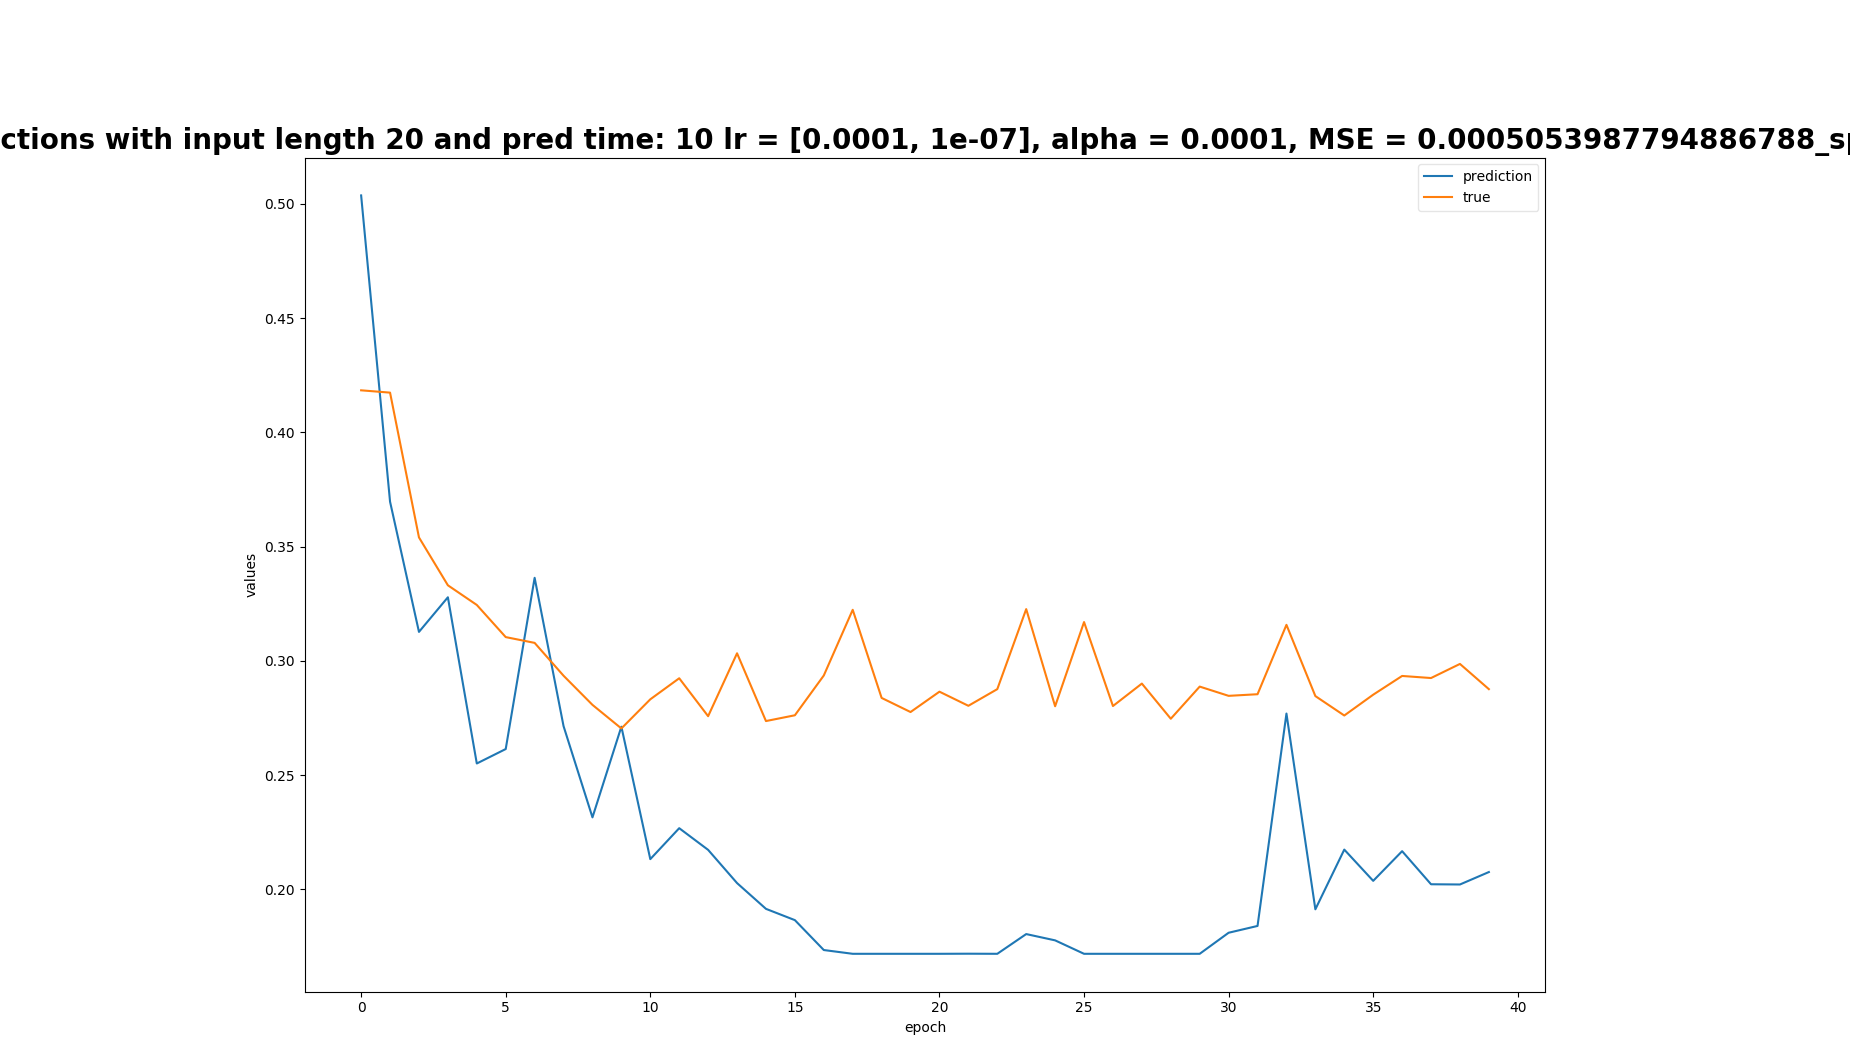 ctions with input length 20 and pred time: 10 lr = [0.0001, 1e-07], alpha = 0.0001, MSE = 0.0005053987794886788_sp
prediction
true
0.50
0.45
0.40
0.35
0.30
0.25
0.20
values
0 5 10 15 20 25 30 35 40
epoch